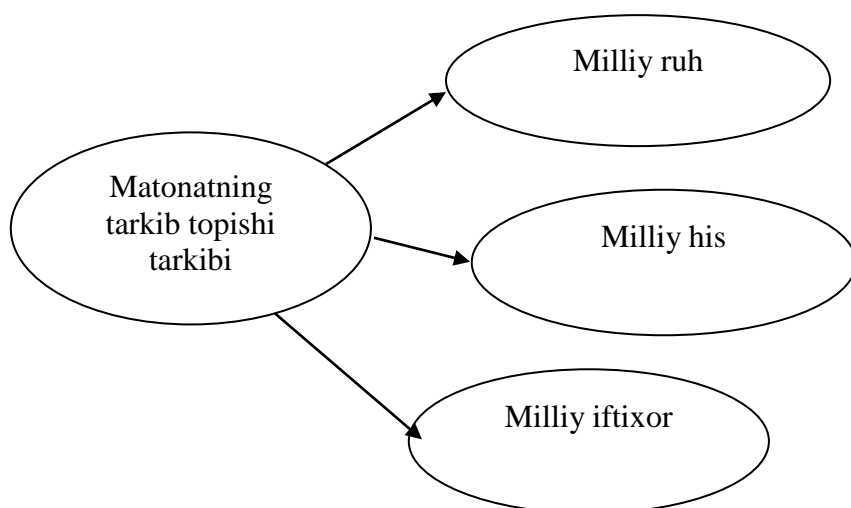 Milliy ruh
Matonatning
tarkib topishi
tarkibi
Milliy his
Milliy iftixor